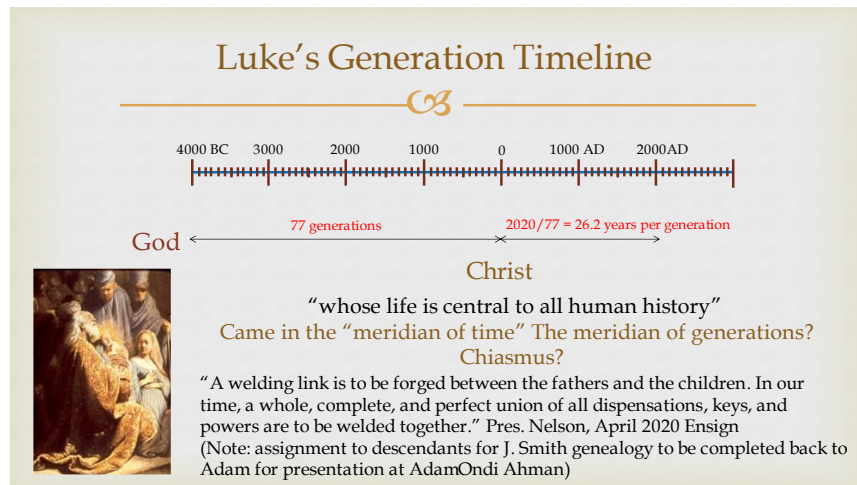 Luke’s Generation Timeline
4000 BC 3000 2000 1000 0 1000 AD 2000AD
77 generations 2020/77 = 26.2 years per generation
God
Christ
“whose life is central to all human history”
Came in the “meridian of time” The meridian of generations?
Chiasmus?
“A welding link is to be forged between the fathers and the children. In our
time, a whole, complete, and perfect union of all dispensations, keys, and
powers are to be welded together.” Pres. Nelson, April 2020 Ensign
(Note: assignment to descendants for J. Smith genealogy to be completed back to
Adam for presentation at AdamOndi Ahman)